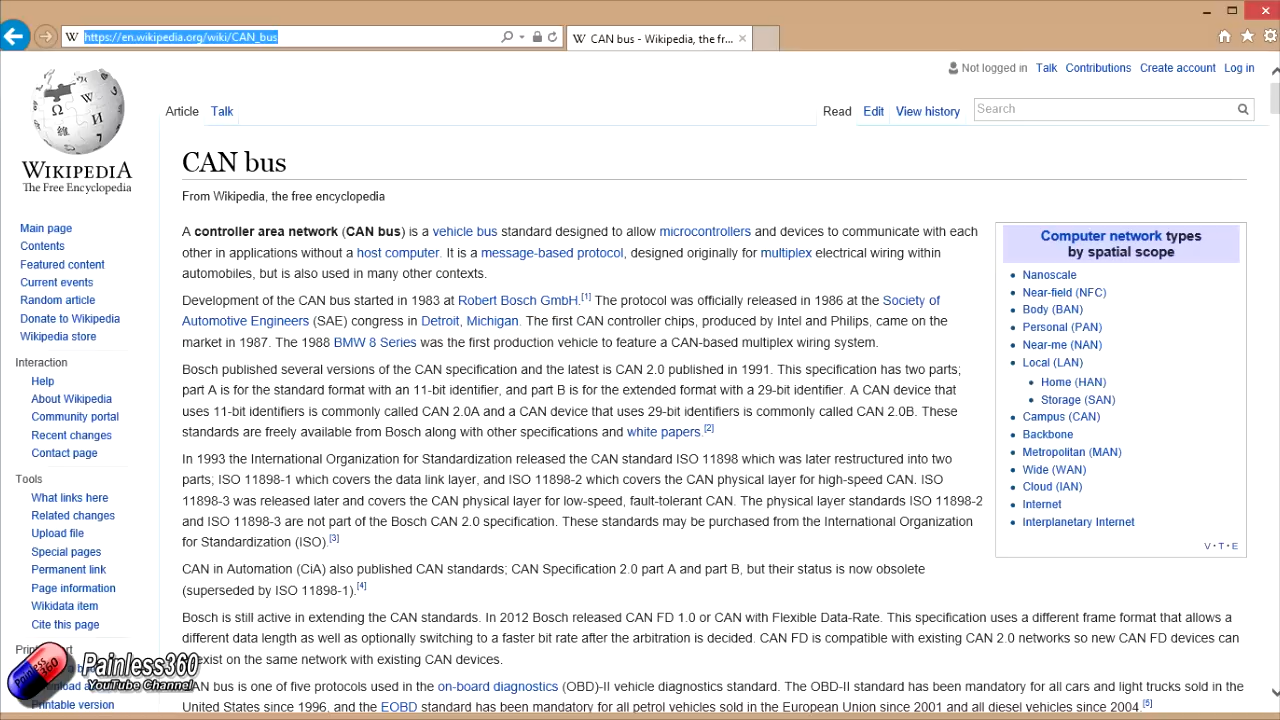 https://en.wikipedia.org/wiki/CAN_bus
W CAN bus - Wikipedia, the fr...
Not logged in Talk Contributions Create account Log in
Article Talk
Read Edit View history Search
WIKIPEDIA
The Free Encyclopedia
Main page
Contents
Featured content
Current events
Random article
Donate to Wikipedia
Wikipedia store
Interaction
Help
About Wikipedia
Community portal
Recent changes
Contact page
Tools
What links here
Related changes
Upload file
Special pages
Permanent link
Page information
Wikidata item
Cite this page
Printable version
CAN bus
From Wikipedia, the free encyclopedia
A controller area network (CAN bus) is a vehicle bus standard designed to allow microcontrollers and devices to communicate with each
other in applications without a host computer. It is a message-based protocol, designed originally for multiplex electrical wiring within
automobiles, but is also used in many other contexts.
Development of the CAN bus started in 1983 at Robert Bosch GmbH.[1] The protocol was officially released in 1986 at the Society of
Automotive Engineers (SAE) congress in Detroit, Michigan. The first CAN controller chips, produced by Intel and Philips, came on the
market in 1987. The 1988 BMW 8 Series was the first production vehicle to feature a CAN-based multiplex wiring system.
Bosch published several versions of the CAN specification and the latest is CAN 2.0 published in 1991. This specification has two parts;
part A is for the standard format with an 11-bit identifier, and part B is for the extended format with a 29-bit identifier. A CAN device that
uses 11-bit identifiers is commonly called CAN 2.0A and a CAN device that uses 29-bit identifiers is commonly called CAN 2.0B. These
standards are freely available from Bosch along with other specifications and white papers.[2]
In 1993 the International Organization for Standardization released the CAN standard ISO 11898 which was later restructured into two
parts; ISO 11898-1 which covers the data link layer, and ISO 11898-2 which covers the CAN physical layer for high-speed CAN. ISO
11898-3 was released later and covers the CAN physical layer for low-speed, fault-tolerant CAN. The physical layer standards ISO 11898-2
and ISO 11898-3 are not part of the Bosch CAN 2.0 specification. These standards may be purchased from the International Organization
for Standardization (ISO).[3]
CAN in Automation (CiA) also published CAN standards; CAN Specification 2.0 part A and part B, but their status is now obsolete
(superseded by ISO 11898-1).[4]
Bosch is still active in extending the CAN standards. In 2012 Bosch released CAN FD 1.0 or CAN with Flexible Data-Rate. This specification uses a different frame format that allows a
different data length as well as optionally switching to a faster bit rate after the arbitration is decided. CAN FD is compatible with existing CAN 2.0 networks so new CAN FD devices can
exist on the same network with existing CAN devices.
CAN bus is one of five protocols used in the on-board diagnostics (OBD)-II vehicle diagnostics standard. The OBD-II standard has been mandatory for all cars and light trucks sold in the
United States since 1996, and the EOBD standard has been mandatory for all petrol vehicles sold in the European Union since 2001 and all diesel vehicles since 2004.[5]
Computer network types
by spatial scope
Nanoscale
Near-field (NFC)
Body (BAN)
Personal (PAN)
Near-me (NAN)
Local (LAN)
Home (HAN)
Storage (SAN)
Campus (CAN)
Backbone
Metropolitan (MAN)
Wide (WAN)
Cloud (IAN)
Internet
Interplanetary Internet
V · T · E
Painless360
YouTube Channel